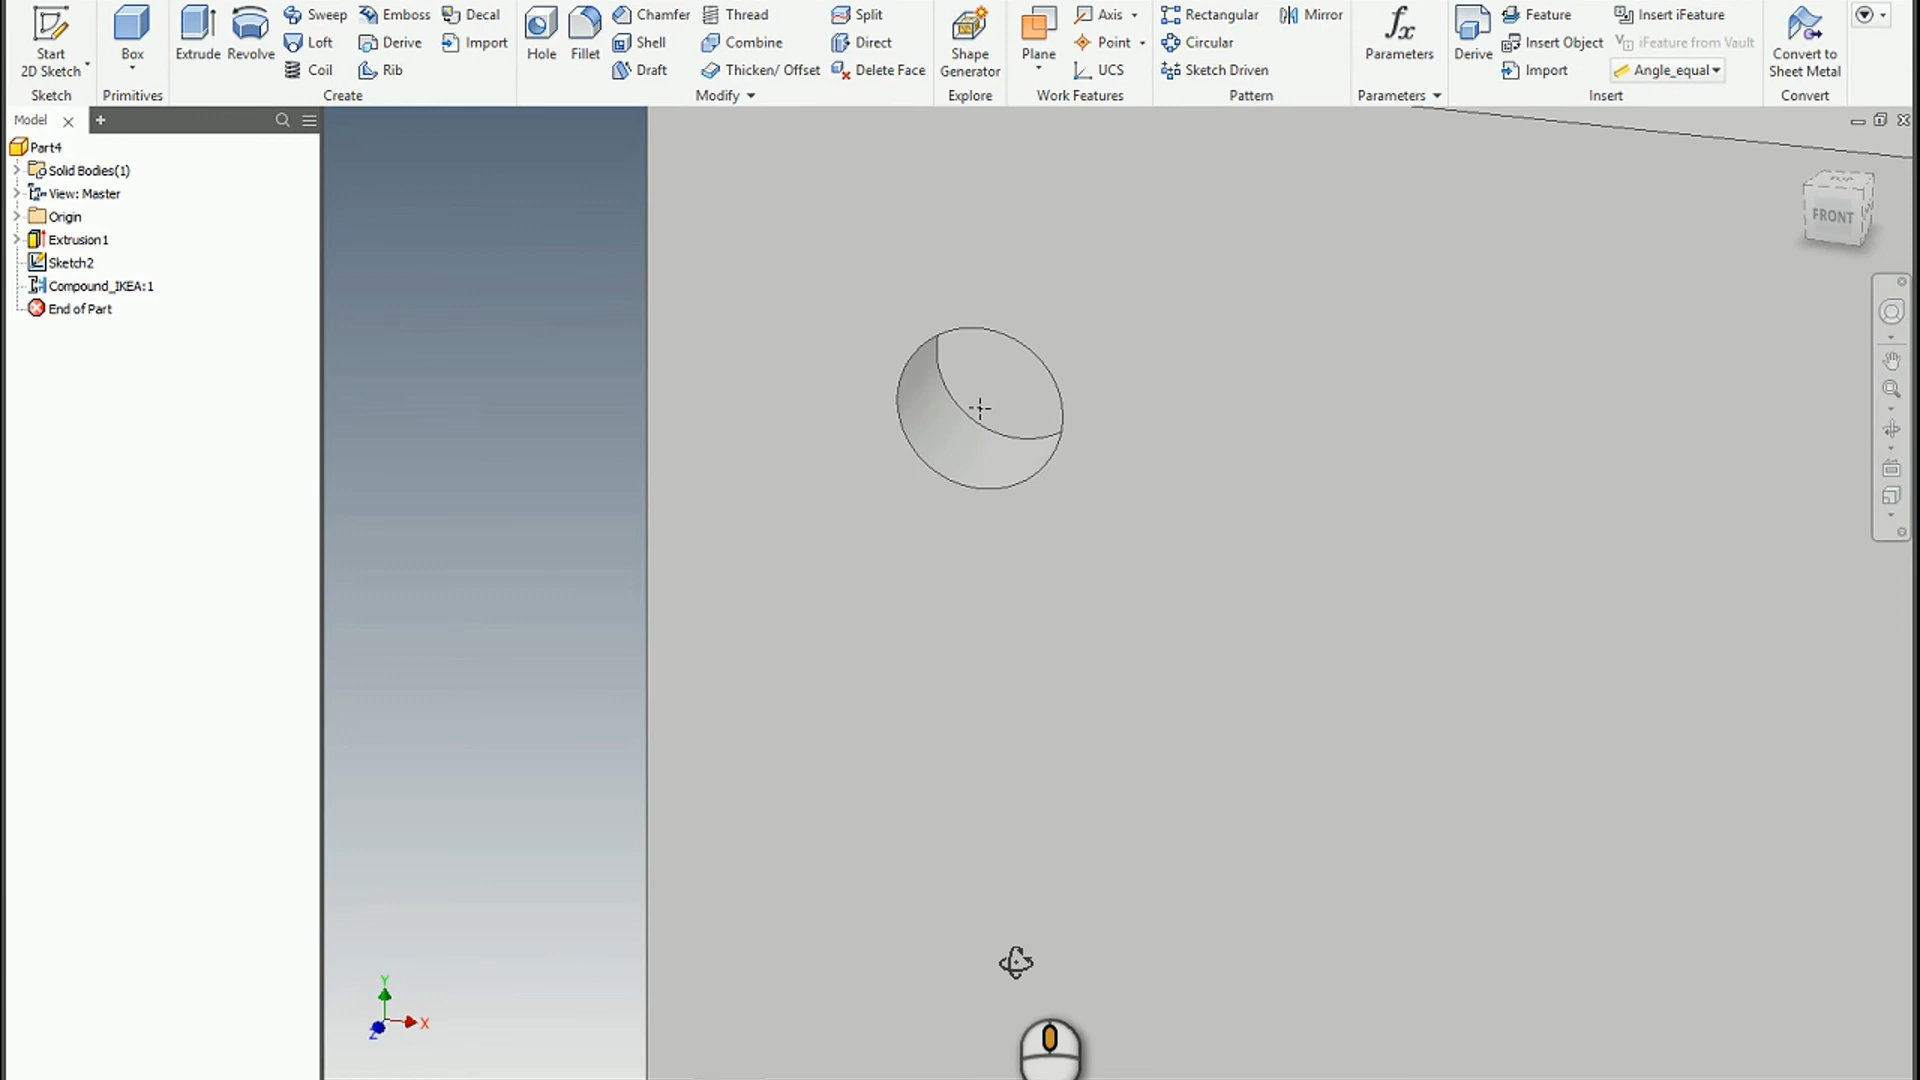 Start
2D Sketch
Sketch
Box
Primitives
Extrude
Revolve
Sweep
Loft
Coil
Emboss
Derive
Rib
Decal
Import
Create
Hole
Fillet
Chamfer
Shell
Draft
Thread
Combine
Thicken/ Offset
Split
Direct
Delete Face
Modify
Shape
Generator
Explore
Plane
Axis
Point
UCS
Work Features
Rectangular
Circular
Sketch Driven
Mirror
Pattern
fx
Parameters
Parameters
Derive
Feature
Insert Object
Import
Insert iFeature
iFeature from Vault
Angle_equal
Insert
Convert to
Sheet Metal
Convert
Model
Part4
Solid Bodies(1)
View: Master
Origin
Extrusion1
Sketch2
Compound_IKEA:1
End of Part
FRONT
Y
X
Z